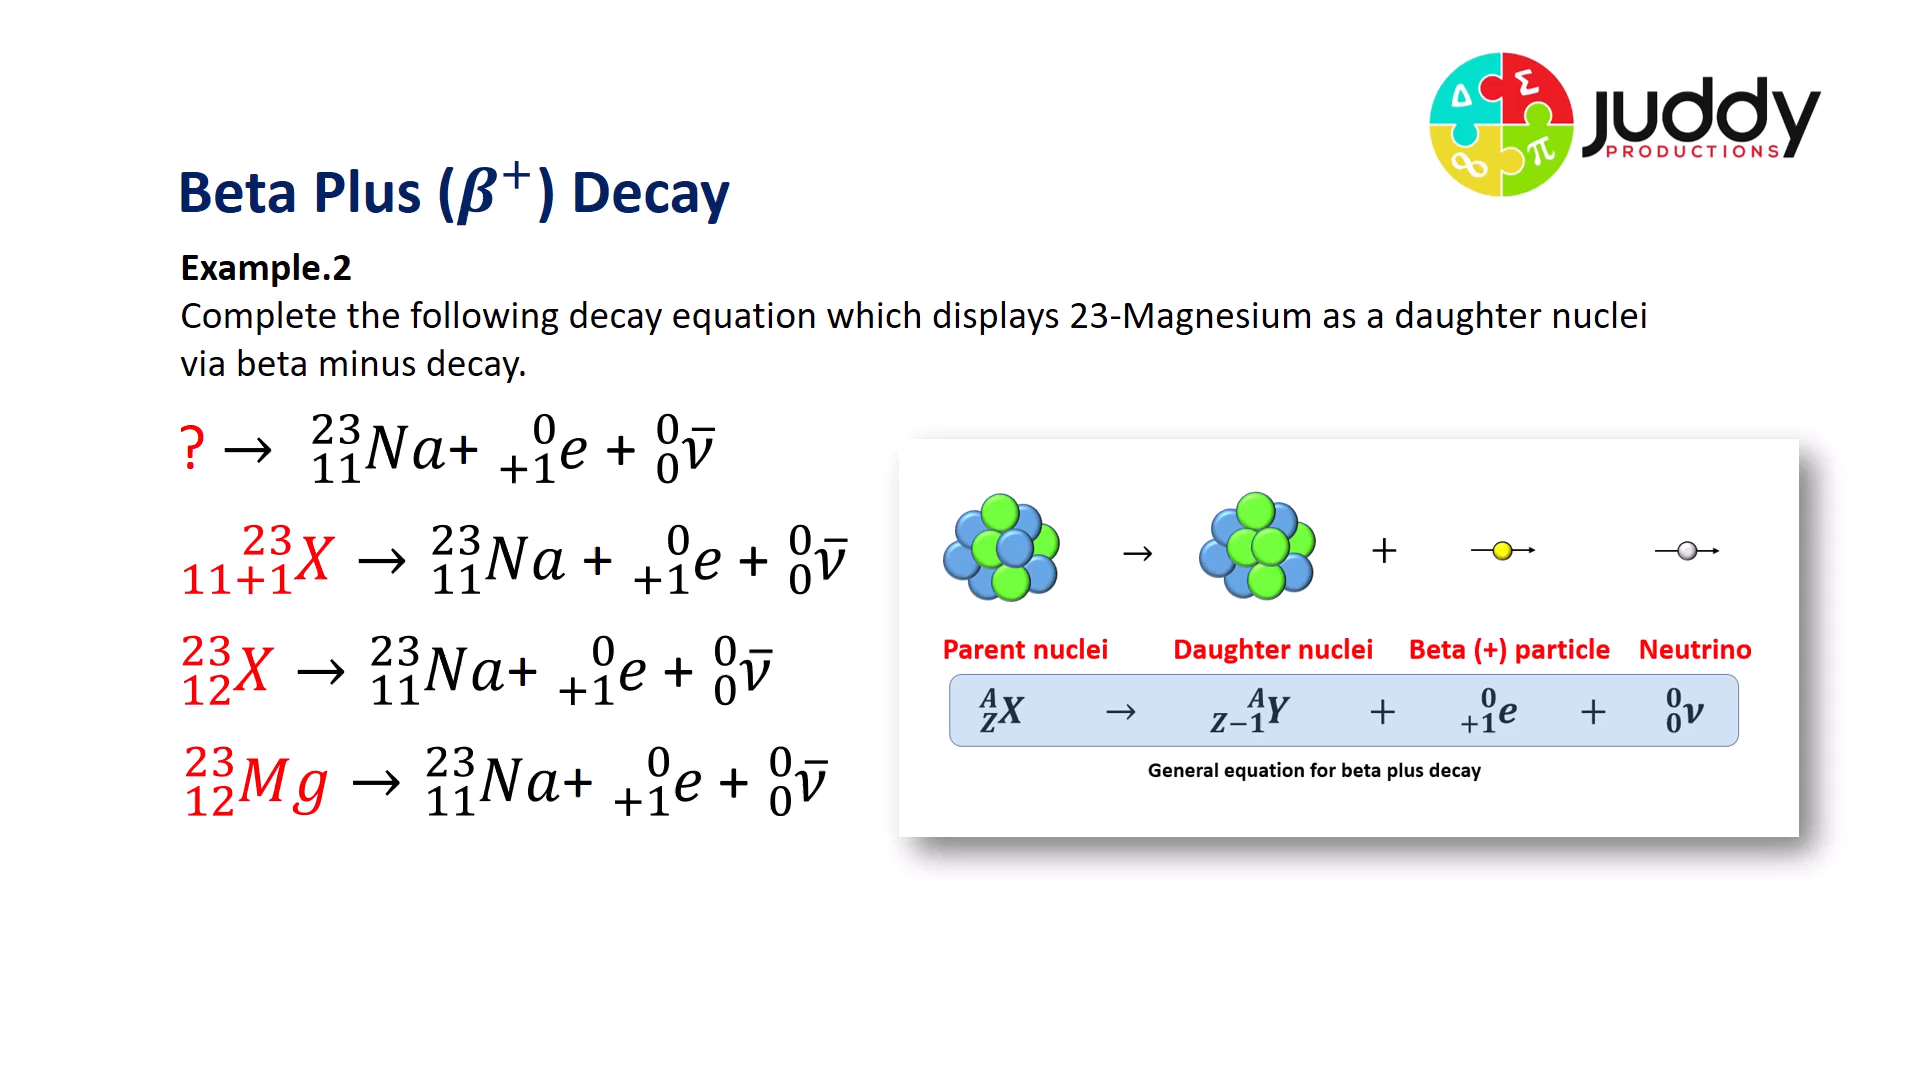 juddy
PRODUCTIONS
Δ Σ
∞ π
Beta Plus (β⁺) Decay
Example.2
Complete the following decay equation which displays 23-Magnesium as a daughter nuclei
via beta minus decay.
? → ²³₁₁Na+ ⁰₊₁e + ⁰₀ν̅
²³₁₁₊₁X → ²³₁₁Na + ⁰₊₁e + ⁰₀ν̅
²³₁₂X → ²³₁₁Na+ ⁰₊₁e + ⁰₀ν̅
²³₁₂Mg → ²³₁₁Na+ ⁰₊₁e + ⁰₀ν̅
→ +
Parent nuclei Daughter nuclei Beta (+) particle Neutrino
^A_Z X → ^A_{Z−1} Y + ⁰₊₁e + ⁰₀ν
General equation for beta plus decay